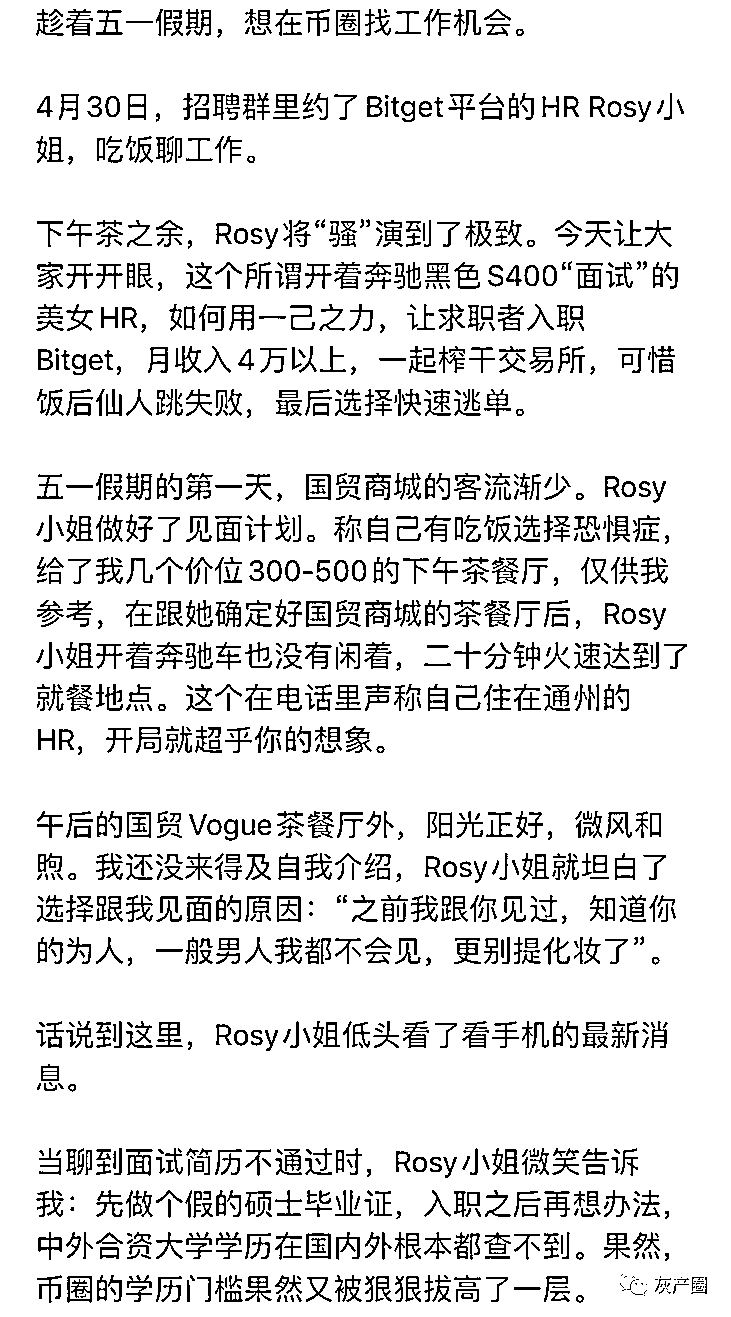 趁着五一假期，想在币圈找工作机会。
4月30日，招聘群里约了Bitget平台的HR Rosy小
姐，吃饭聊工作。
下午茶之余，Rosy将“骚”演到了极致。今天让大
家开开眼，这个所谓开着奔驰黑色S400“面试”的
美女HR，如何用一己之力，让求职者入职
Bitget，月收入4万以上，一起榨干交易所，可惜
饭后仙人跳失败，最后选择快速逃单。
五一假期的第一天，国贸商城的客流渐少。Rosy
小姐做好了见面计划。称自己有吃饭选择恐惧症，
给了我几个价位300-500的下午茶餐厅，仅供我
参考，在跟她确定好国贸商城的茶餐厅后，Rosy
小姐开着奔驰车也没有闲着，二十分钟火速达到了
就餐地点。这个在电话里声称自己住在通州的
HR，开局就超乎你的想象。
午后的国贸Vogue茶餐厅外，阳光正好，微风和
煦。我还没来得及自我介绍，Rosy小姐就坦白了
选择跟我见面的原因：“之前我跟你见过，知道你
的为人，一般男人我都不会见，更别提化妆了”。
话说到这里，Rosy小姐低头看了看手机的最新消
息。
当聊到面试简历不通过时，Rosy小姐微笑告诉
我：先做个假的硕士毕业证，入职之后再想办法，
中外合资大学学历在国内外根本都查不到。果然，
币圈的学历门槛果然又被狠狠拔高了一层。
灰产圈